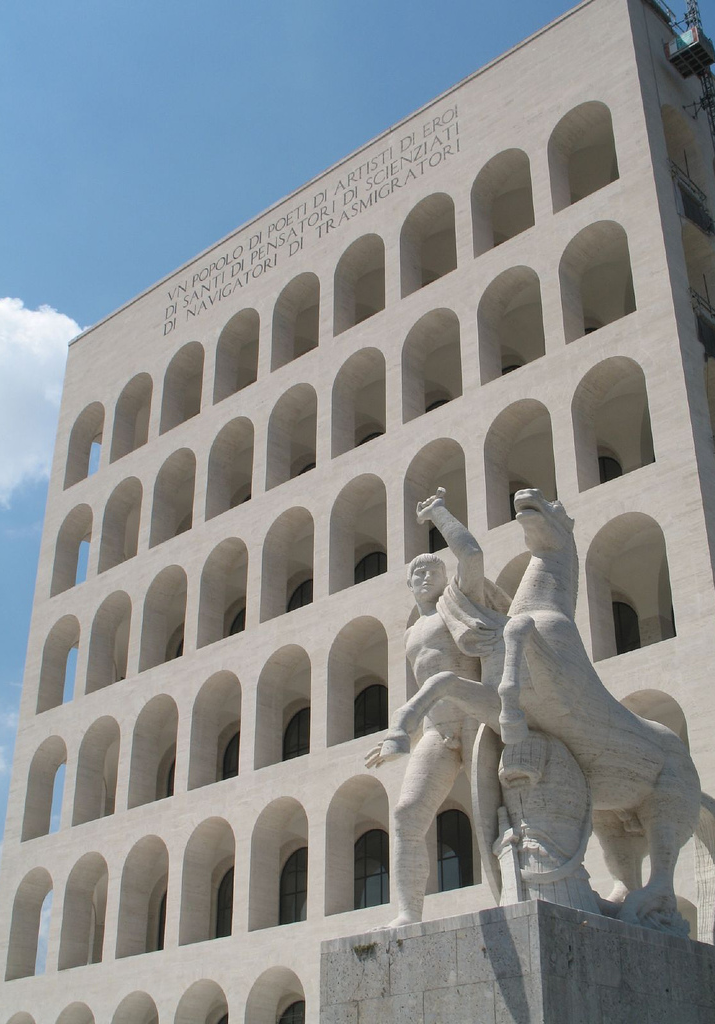 VN POPOLO DI POETI DI ARTISTI DI EROI
DI SANTI DI PENSATORI DI SCIENZIATI
DI NAVIGATORI DI TRASMIGRATORI